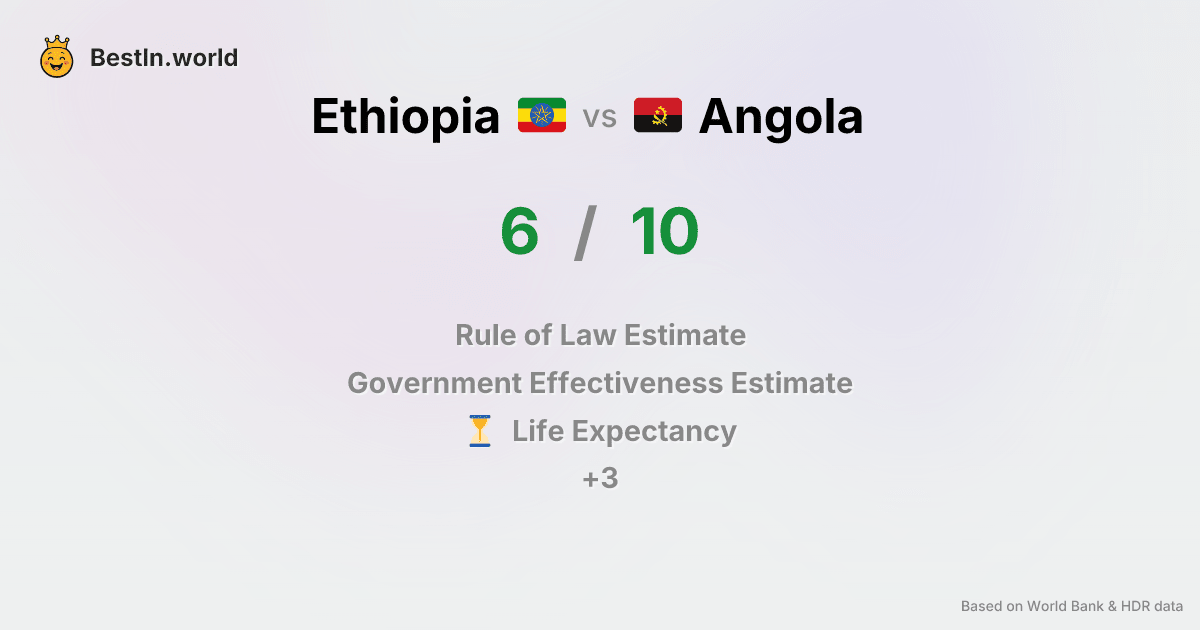 BestIn.world
Ethiopia vs Angola
6 / 10
Rule of Law Estimate
Government Effectiveness Estimate
Life Expectancy
+3
Based on World Bank & HDR data